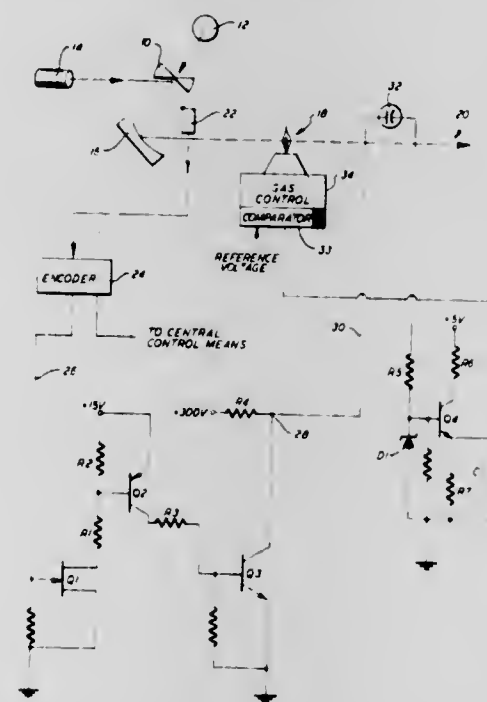 12
14
10
P
22
18
32
20
P
15
34
GAS
CONTROL
COMPARATOR
33
REFERENCE
VOLTAGE
ENCODER
24
TO CENTRAL
CONTROL MEANS
26
30
+5V
R5
R6
Q4
+15V
+300V
R4
28
D1
R2
Q2
R3
R7
C
R1
Q1
Q3